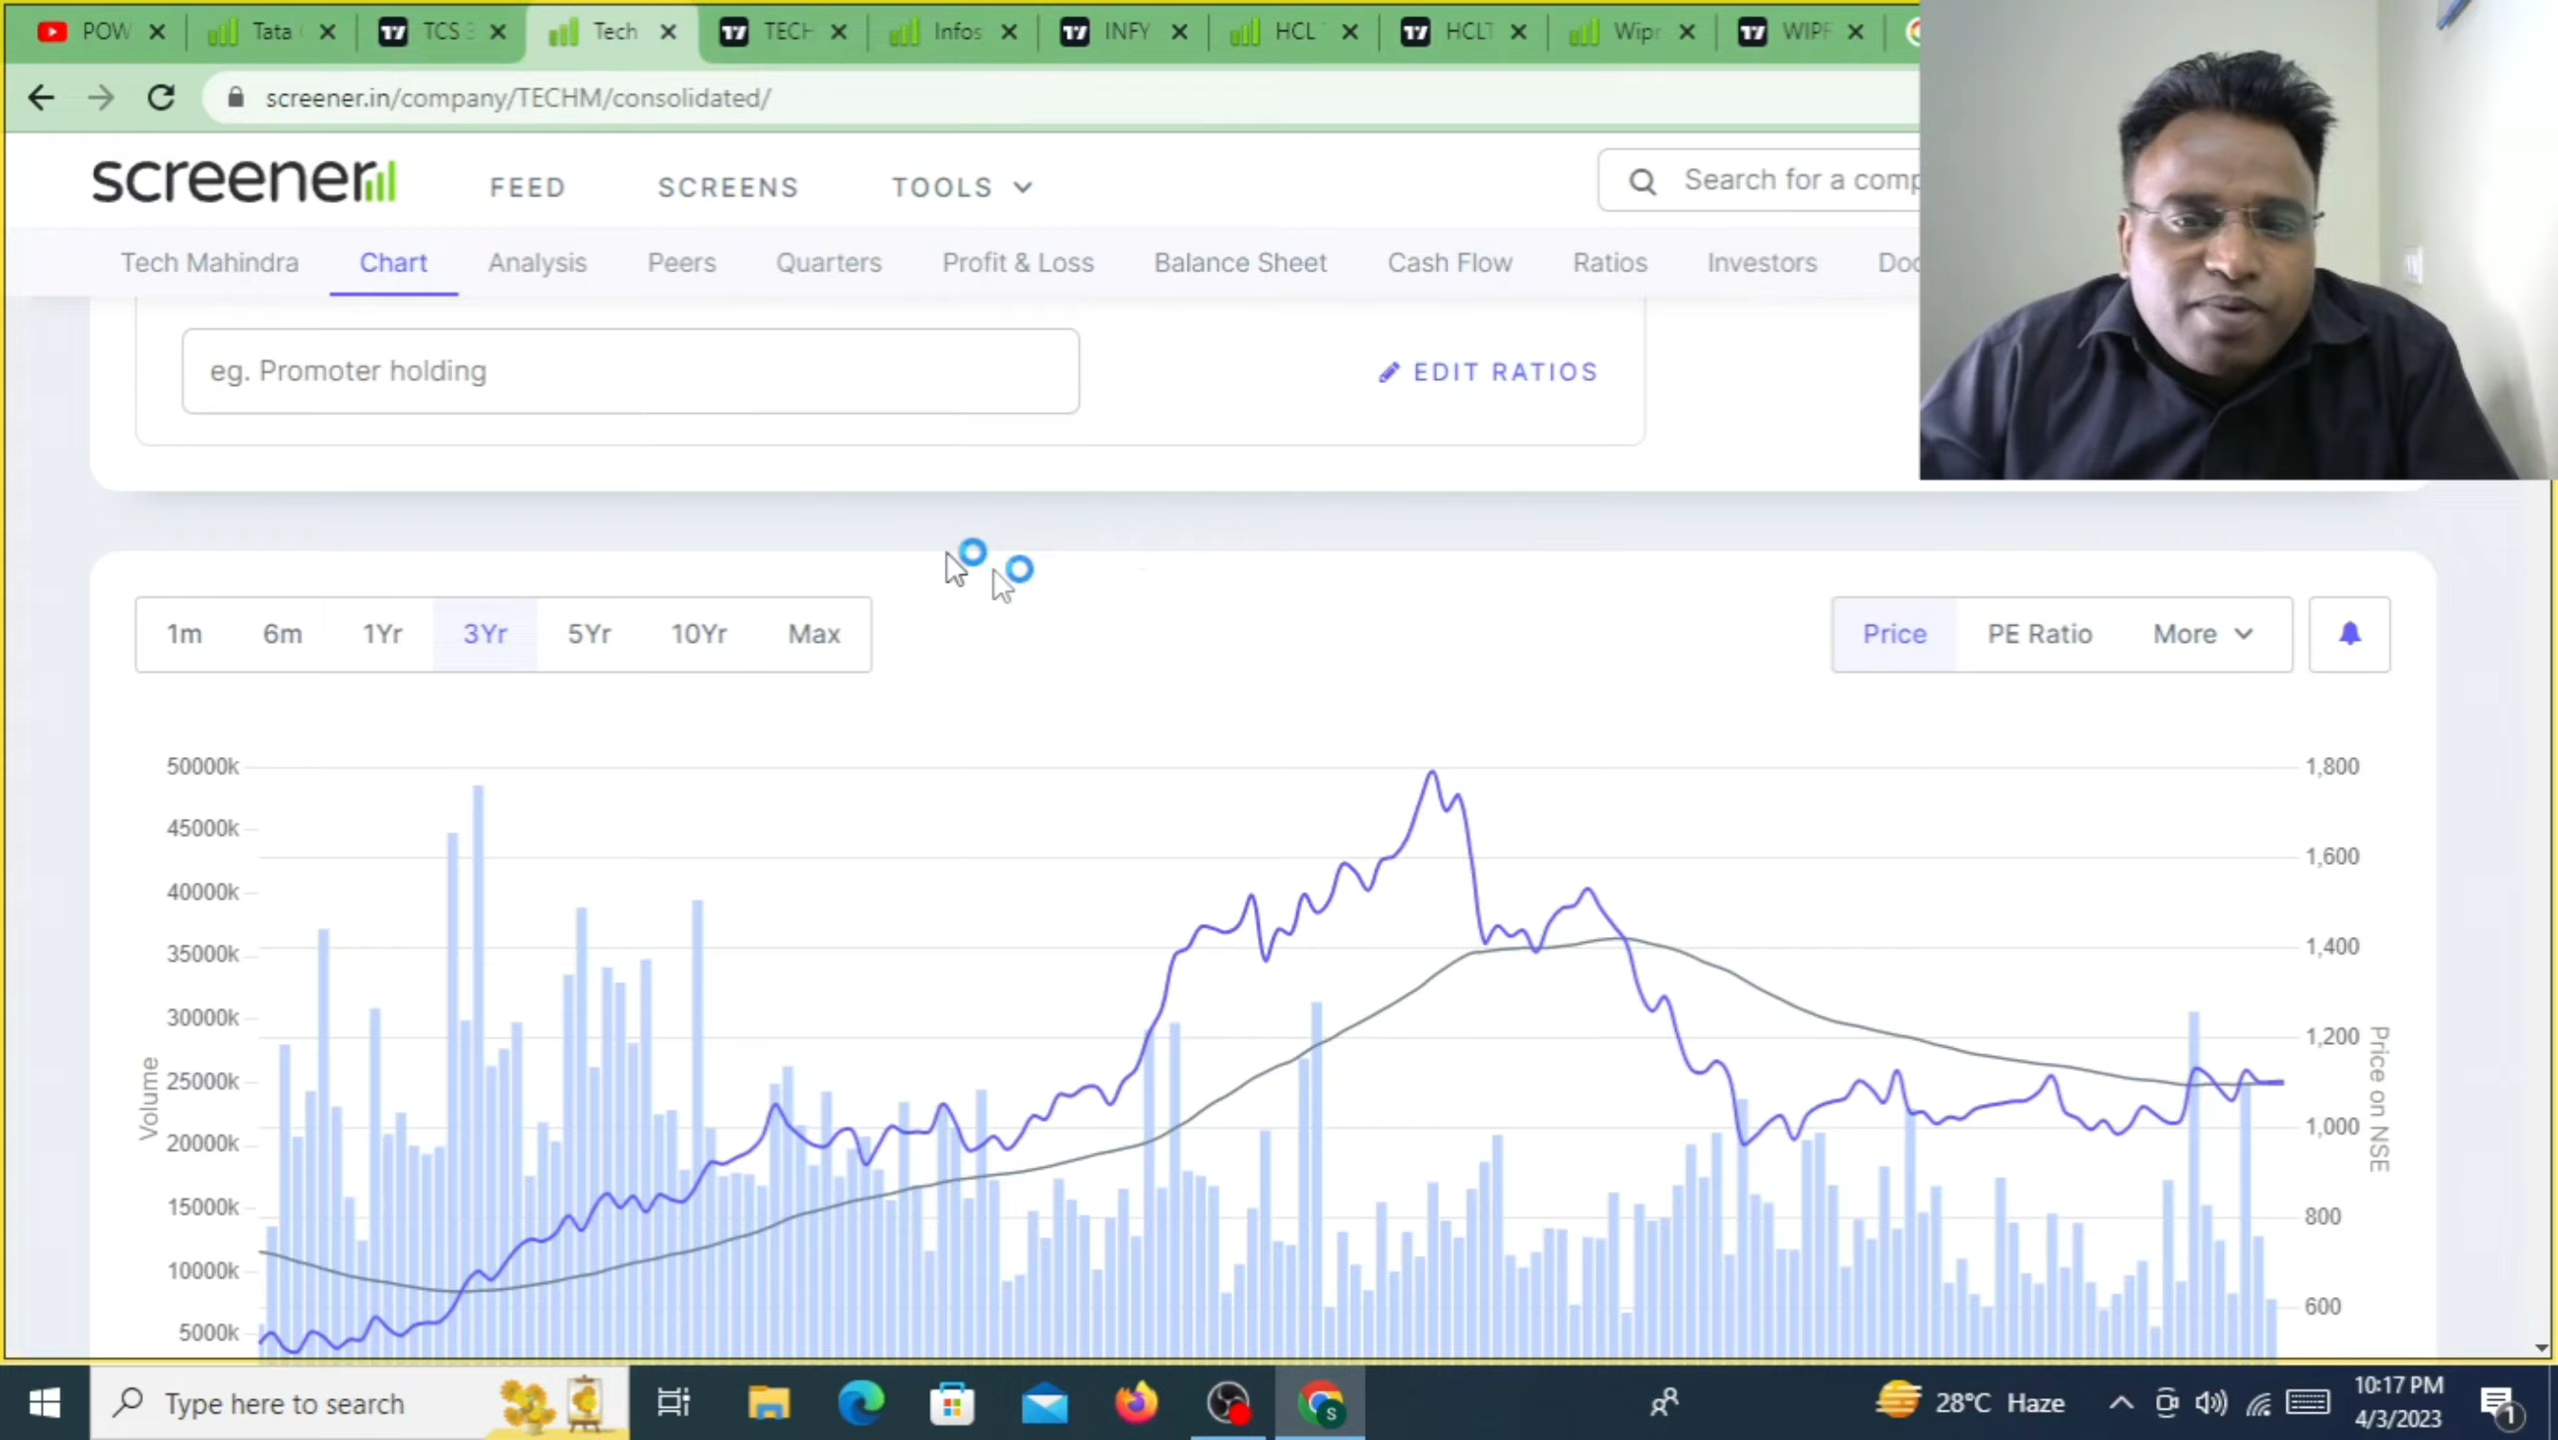 POW
Tata
TCS
Tech
TECH
Infos
INFY
HCL
HCLT
Wipr
WIPF
screener.in/company/TECHM/consolidated/
screener
FEED
SCREENS
TOOLS
Search for a comp
Tech Mahindra
Chart
Analysis
Peers
Quarters
Profit & Loss
Balance Sheet
Cash Flow
Ratios
Investors
Doc
eg. Promoter holding
EDIT RATIOS
1m
6m
1Yr
3Yr
5Yr
10Yr
Max
Price
PE Ratio
More
50000k
45000k
40000k
35000k
30000k
25000k
20000k
15000k
10000k
5000k
Volume
1,800
1,600
1,400
1,200
1,000
800
600
Price on NSE
Type here to search
S
28°C Haze
10:17 PM
4/3/2023
1